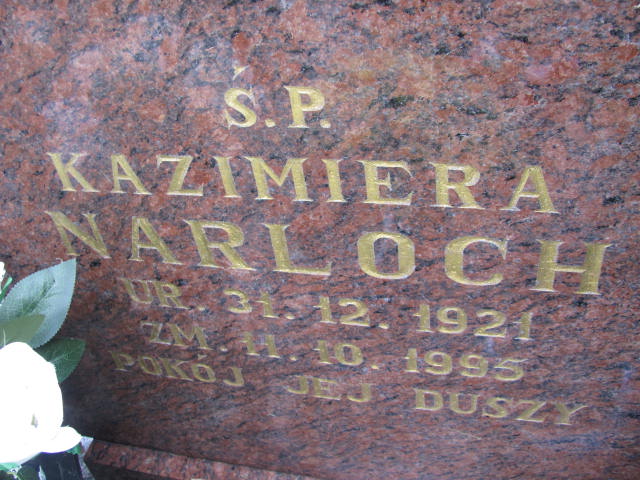 Ś.P.
KAZIMIERA
NARLOCH
UR. 31.12.1921
ZM. 11.10.1995
POKÓJ JEJ DUSZY